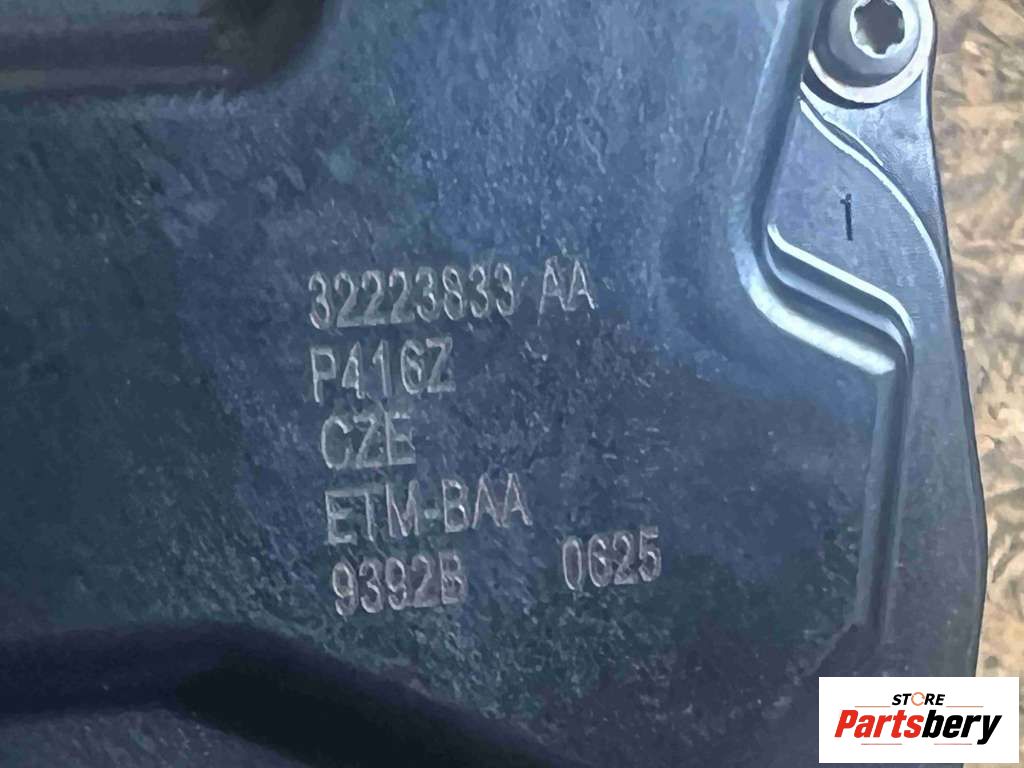 1
32223833 AA
P416Z
CZE
ETM-BAA
9392B 0625
STORE
Partsbery